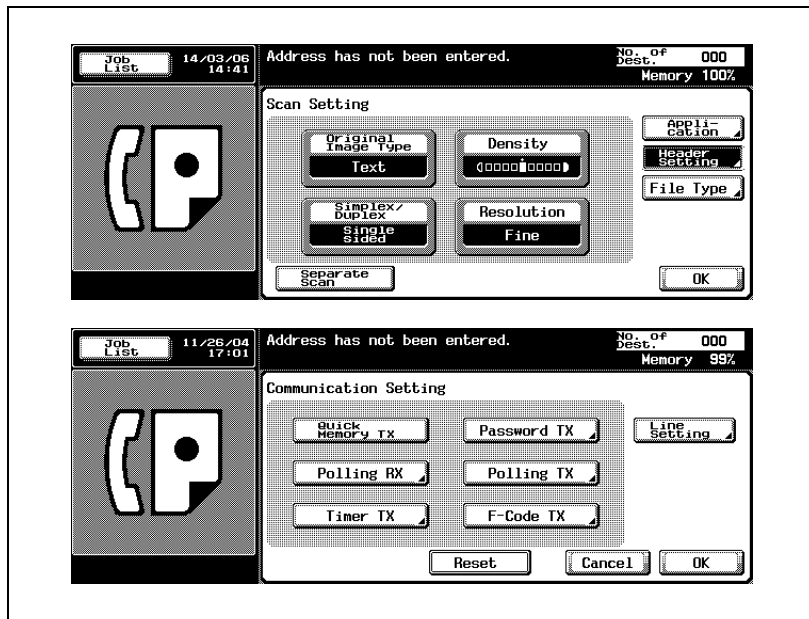 Job
List
14/03/06
14:41
Address has not been entered.
No. of
Dest.
000
Memory 100%
Scan Setting
Original
Image Type
Text
Density
Simplex/
Duplex
Single
Sided
Resolution
Fine
Appli-
cation
Header
Setting
File Type
Separate
Scan
OK
Job
List
11/26/04
17:01
Address has not been entered.
No. of
Dest.
000
Memory 99%
Communication Setting
Quick
Memory TX
Password TX
Line
Setting
Polling RX
Polling TX
Timer TX
F-Code TX
Reset
Cancel
OK